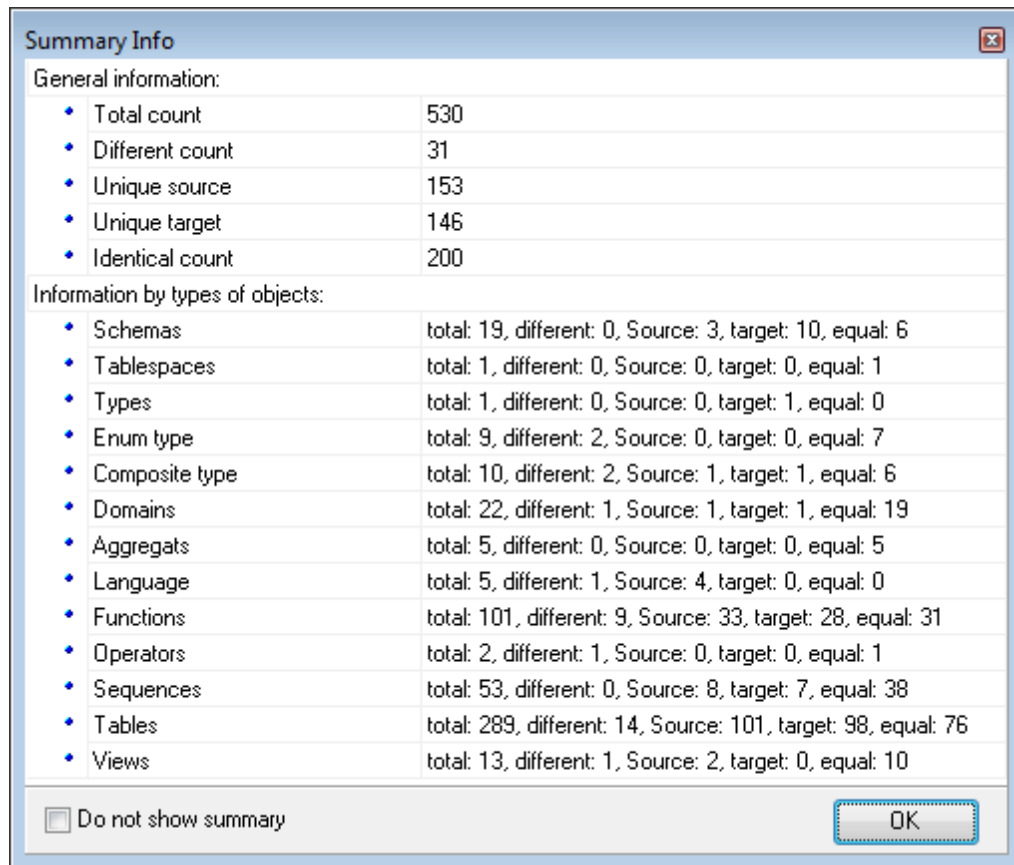 Summary Info
General information:
Total count 530
Different count 31
Unique source 153
Unique target 146
Identical count 200
Information by types of objects:
Schemas total: 19, different: 0, Source: 3, target: 10, equal: 6
Tablespaces total: 1, different: 0, Source: 0, target: 0, equal: 1
Types total: 1, different: 0, Source: 0, target: 1, equal: 0
Enum type total: 9, different: 2, Source: 0, target: 0, equal: 7
Composite type total: 10, different: 2, Source: 1, target: 1, equal: 6
Domains total: 22, different: 1, Source: 1, target: 1, equal: 19
Aggregats total: 5, different: 0, Source: 0, target: 0, equal: 5
Language total: 5, different: 1, Source: 4, target: 0, equal: 0
Functions total: 101, different: 9, Source: 33, target: 28, equal: 31
Operators total: 2, different: 1, Source: 0, target: 0, equal: 1
Sequences total: 53, different: 0, Source: 8, target: 7, equal: 38
Tables total: 289, different: 14, Source: 101, target: 98, equal: 76
Views total: 13, different: 1, Source: 2, target: 0, equal: 10
Do not show summary
OK